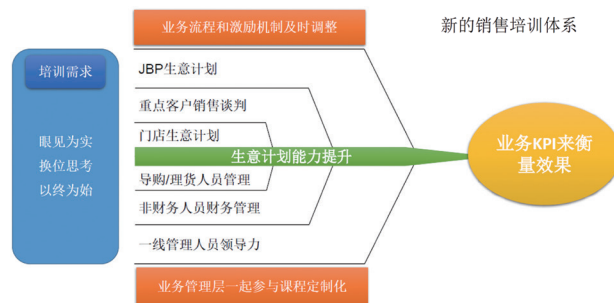 业务流程和激励机制及时调整
新的销售培训体系
培训需求
眼见为实
换位思考
以终为始
JBP生意计划
重点客户销售谈判
门店生意计划
生意计划能力提升
导购/理货人员管理
非财务人员财务管理
一线管理人员领导力
业务KPI来衡
量效果
业务管理层一起参与课程定制化